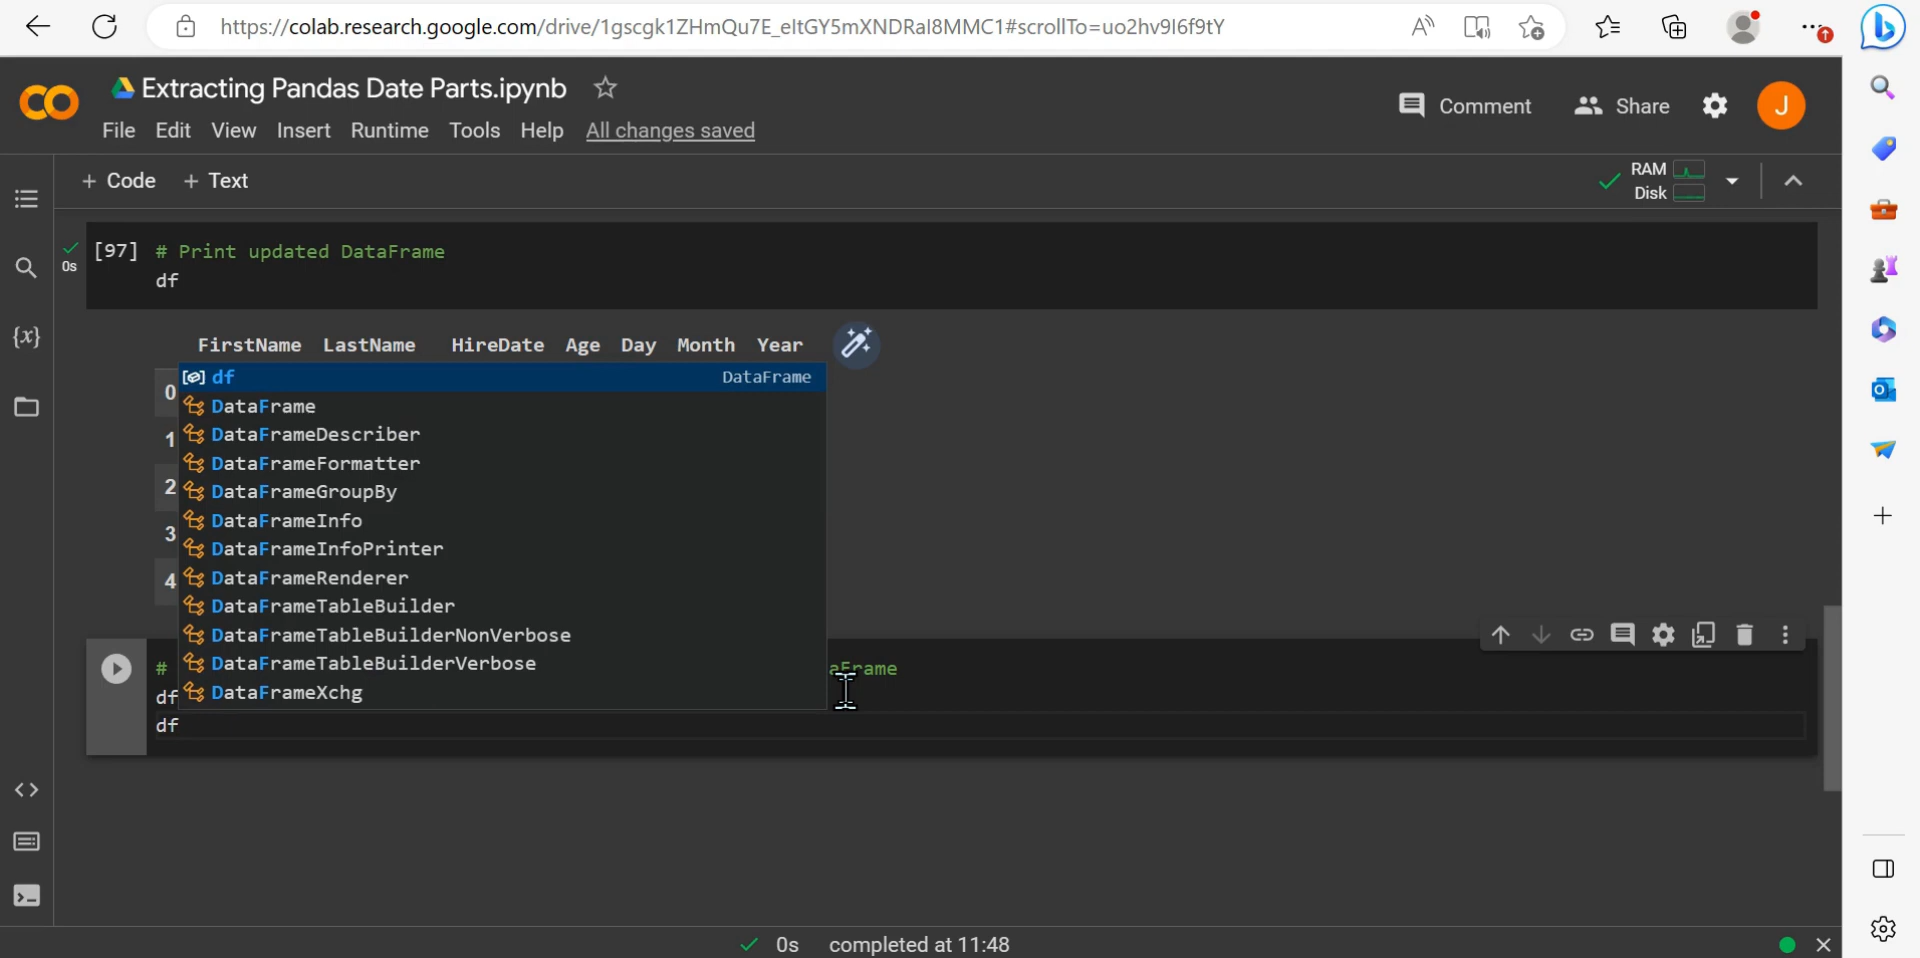 https://colab.research.google.com/drive/1gscgk1ZHmQu7E_eItGY5mXNDRaI8MMC1#scrollTo=uo2hv9I6f9tY
Extracting Pandas Date Parts.ipynb
File Edit View Insert Runtime Tools Help All changes saved
Comment Share J
+ Code + Text
RAM
Disk
[97] # Print updated DataFrame
0s
df
FirstName LastName HireDate Age Day Month Year
df DataFrame
0
DataFrame
1 DataFrameDescriber
DataFrameFormatter
2 DataFrameGroupBy
DataFrameInfo
3 DataFrameInfoPrinter
4 DataFrameRenderer
DataFrameTableBuilder
DataFrameTableBuilderNonVerbose
# DataFrameTableBuilderVerbose aFrame
df DataFrameXchg
df
0s completed at 11:48